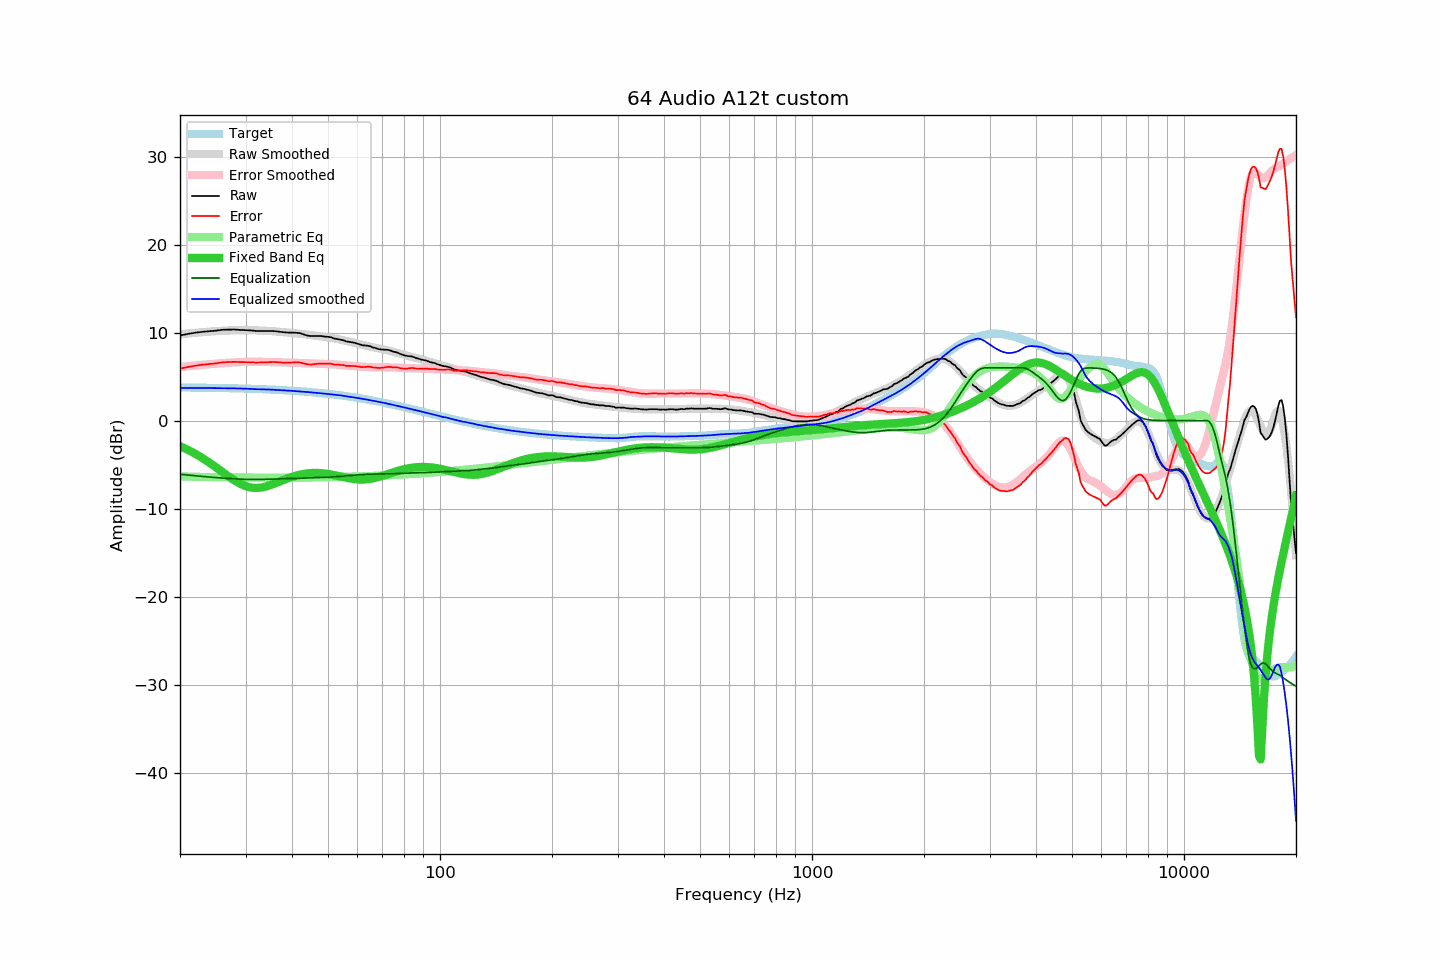 64 Audio A12t custom
Target
Raw Smoothed
Error Smoothed
Raw
Error
Parametric Eq
Fixed Band Eq
Equalization
Equalized smoothed
30
20
10
0
−10
−20
−30
−40
Amplitude (dBr)
100
1000
10000
Frequency (Hz)